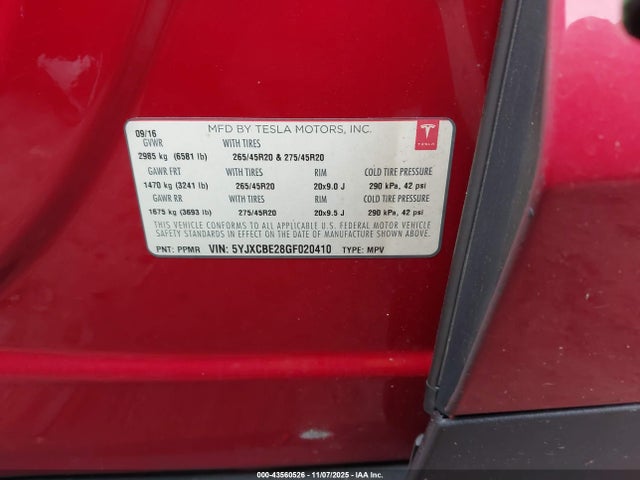 09/16 MFD BY TESLA MOTORS, INC.
GVWR WITH TIRES
2985 kg (6581 lb) 265/45R20 & 275/45R20 TESLA
GAWR FRT WITH TIRES RIM COLD TIRE PRESSURE
1470 kg (3241 lb) 265/45R20 20x9.0 J 290 kPa, 42 psi
GAWR RR WITH TIRES RIM COLD TIRE PRESSURE
1675 kg (3693 lb) 275/45R20 20x9.5 J 290 kPa, 42 psi
THIS VEHICLE CONFORMS TO ALL APPLICABLE U.S. FEDERAL MOTOR VEHICLE
SAFETY STANDARDS IN EFFECT ON THE DATE OF MANUFACTURE SHOWN ABOVE.
PNT: PPMR VIN: 5YJXCBE28GF020410 TYPE: MPV
000-43560526 - 11/07/2025 - IAA Inc.